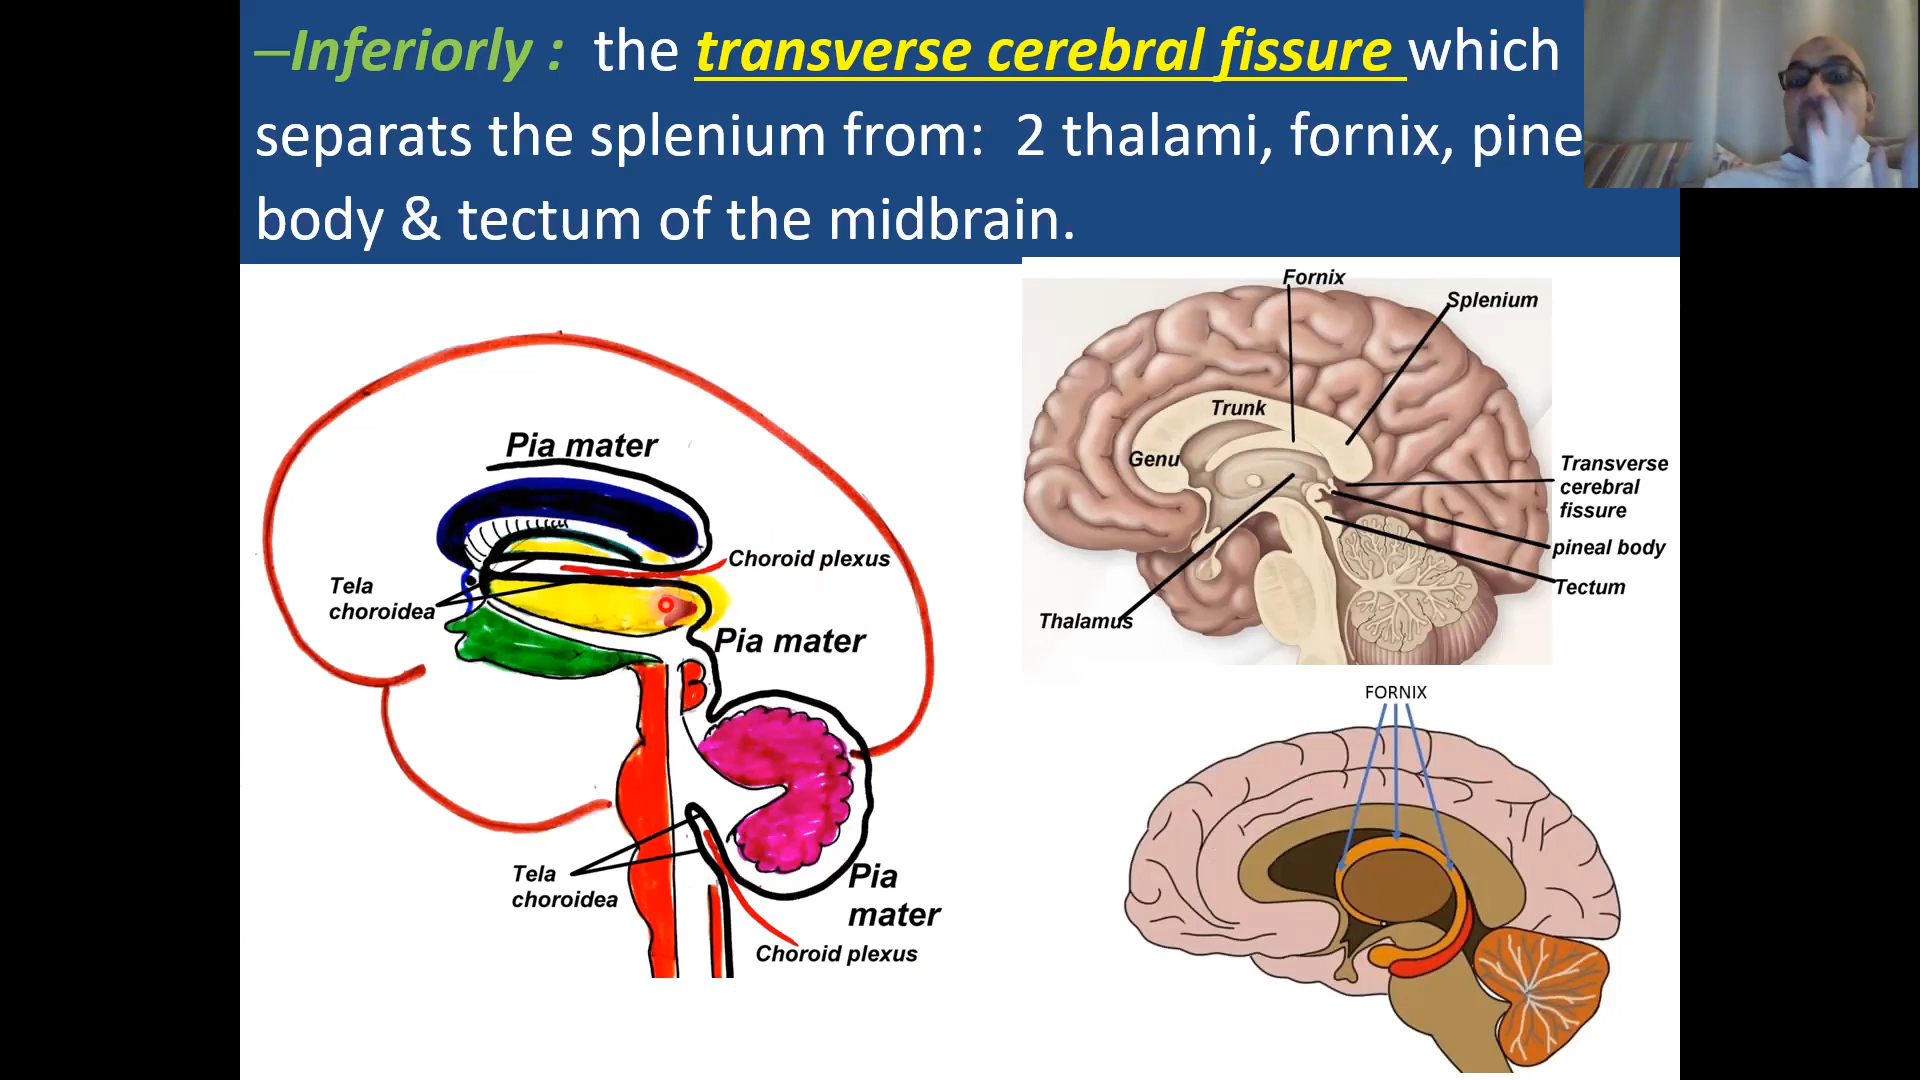 –Inferiorly : the transverse cerebral fissure which
separats the splenium from: 2 thalami, fornix, pine
body & tectum of the midbrain.
Pia mater
Choroid plexus
Tela
choroidea
Pia mater
Tela
choroidea
Pia
mater
Choroid plexus
Fornix
Splenium
Trunk
Genu
Transverse
cerebral
fissure
pineal body
Tectum
Thalamus
FORNIX